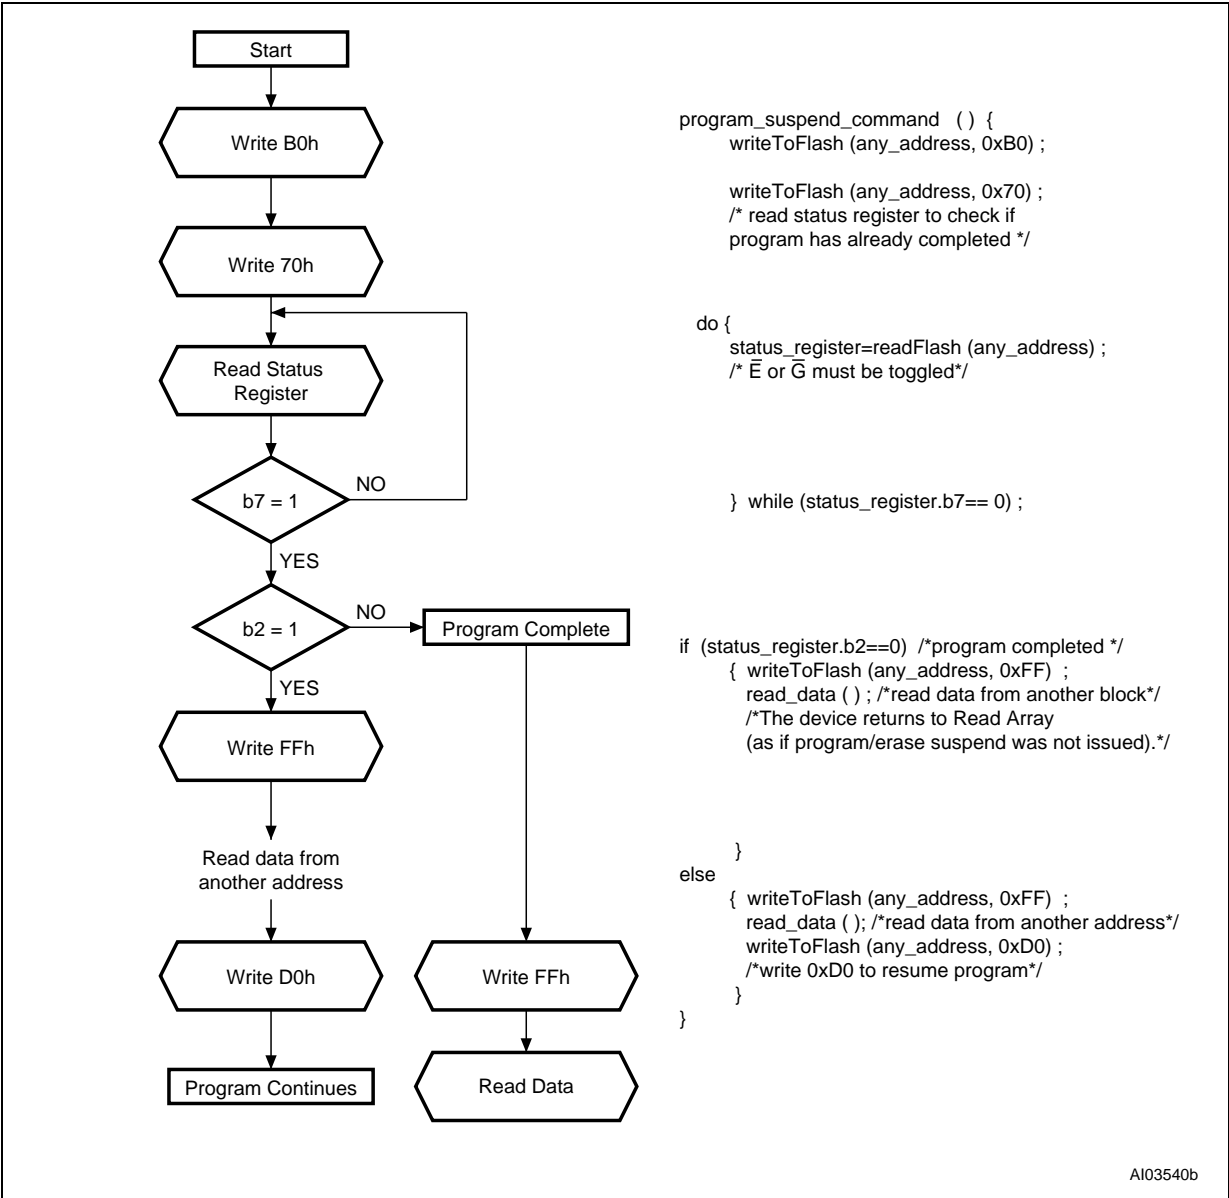 Start
Write B0h
Write 70h
Read Status
Register
b7 = 1
NO
YES
b2 = 1
NO
Program Complete
YES
Write FFh
Read data from
another address
Write D0h
Write FFh
Program Continues
Read Data
program_suspend_command ( ) {
writeToFlash (any_address, 0xB0) ;
writeToFlash (any_address, 0x70) ;
/* read status register to check if
program has already completed */
do {
status_register=readFlash (any_address) ;
/* E̅ or G̅ must be toggled*/
} while (status_register.b7== 0) ;
if (status_register.b2==0) /*program completed */
{ writeToFlash (any_address, 0xFF) ;
read_data ( ) ; /*read data from another block*/
/*The device returns to Read Array
(as if program/erase suspend was not issued).*/
}
else
{ writeToFlash (any_address, 0xFF) ;
read_data ( ); /*read data from another address*/
writeToFlash (any_address, 0xD0) ;
/*write 0xD0 to resume program*/
}
}
AI03540b